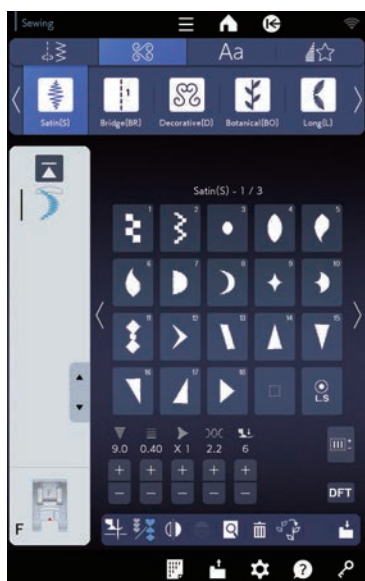 Sewing
Aa
1
Satin(S) Bridge(BR) Decorative(D) Botanical(BO) Long(L)
Satin(S) - 1 / 3
1 2 3 4 5
6 7 8 9 10
11 12 13 14 15
16 17 18
L.S
9.0 0.40 X 1 2.2 6
+ + + + +
− − − − −
DFT
F
?